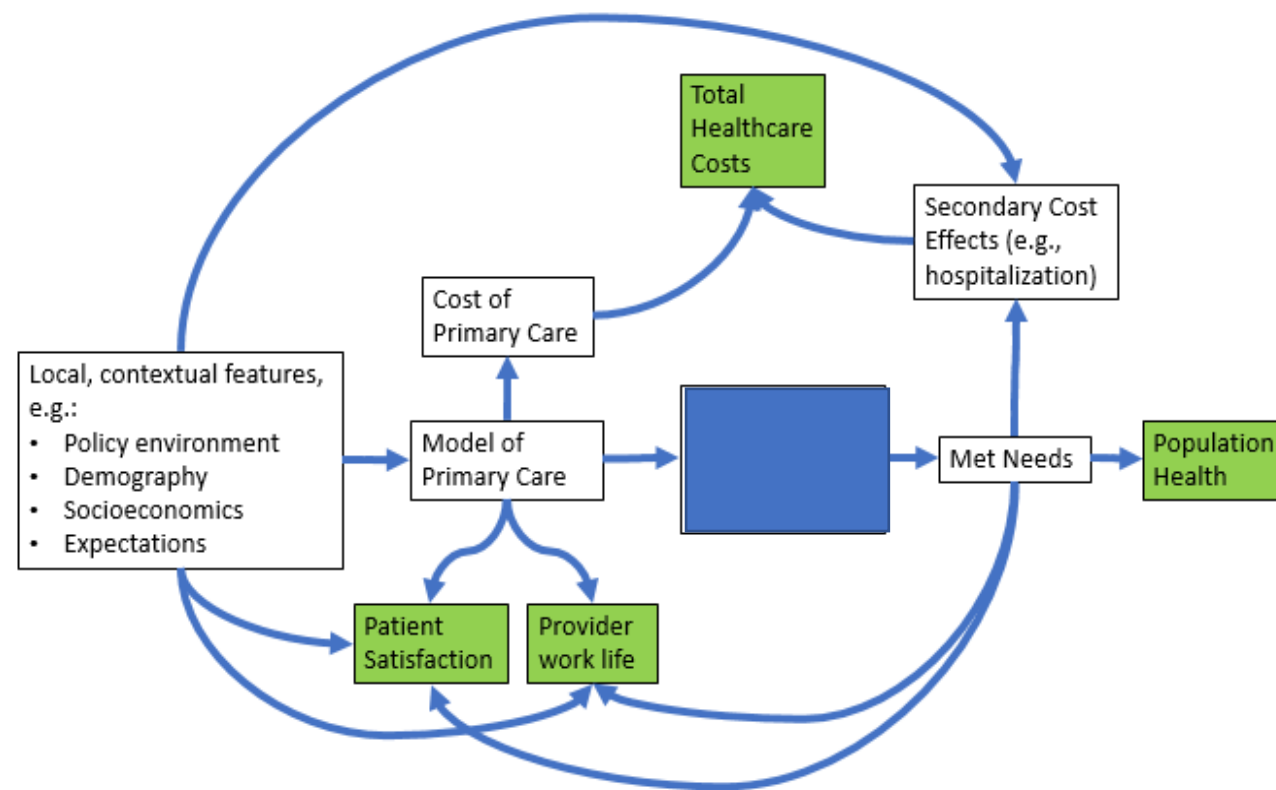 Total
Healthcare
Costs
Secondary Cost
Effects (e.g.,
hospitalization)
Cost of
Primary Care
Local, contextual features,
e.g.:
• Policy environment
• Demography
• Socioeconomics
• Expectations
Model of
Primary Care
Met Needs
Population
Health
Patient
Satisfaction
Provider
work life